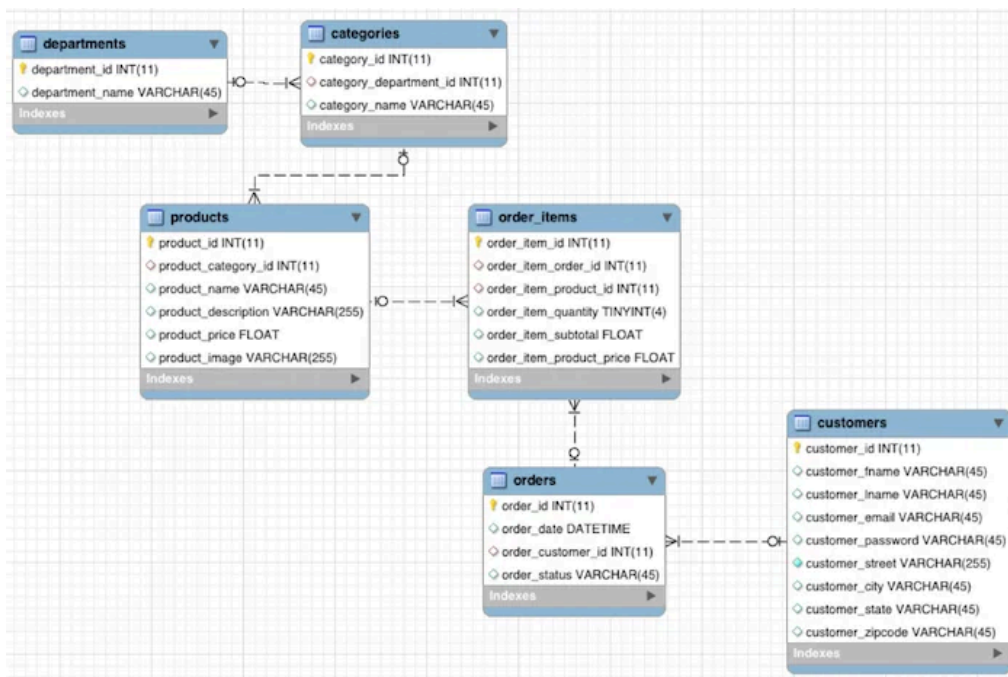 departments
department_id INT(11)
department_name VARCHAR(45)
Indexes
categories
category_id INT(11)
category_department_id INT(11)
category_name VARCHAR(45)
Indexes
products
product_id INT(11)
product_category_id INT(11)
product_name VARCHAR(45)
product_description VARCHAR(255)
product_price FLOAT
product_image VARCHAR(255)
Indexes
order_items
order_item_id INT(11)
order_item_order_id INT(11)
order_item_product_id INT(11)
order_item_quantity TINYINT(4)
order_item_subtotal FLOAT
order_item_product_price FLOAT
Indexes
orders
order_id INT(11)
order_date DATETIME
order_customer_id INT(11)
order_status VARCHAR(45)
Indexes
customers
customer_id INT(11)
customer_fname VARCHAR(45)
customer_lname VARCHAR(45)
customer_email VARCHAR(45)
customer_password VARCHAR(45)
customer_street VARCHAR(255)
customer_city VARCHAR(45)
customer_state VARCHAR(45)
customer_zipcode VARCHAR(45)
Indexes